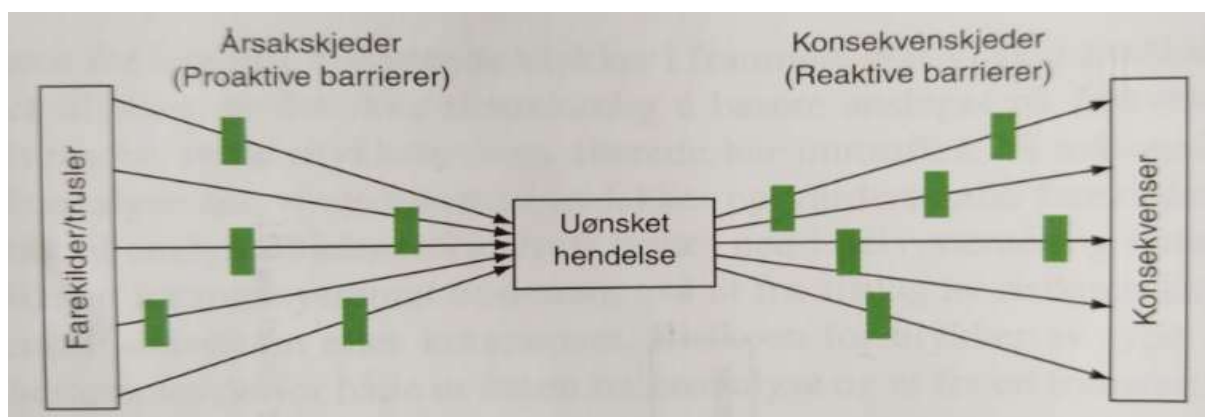 Årsakskjeder
(Proaktive barrierer)
Konsekvenskjeder
(Reaktive barrierer)
Farekilder/trusler
Uønsket
hendelse
Konsekvenser